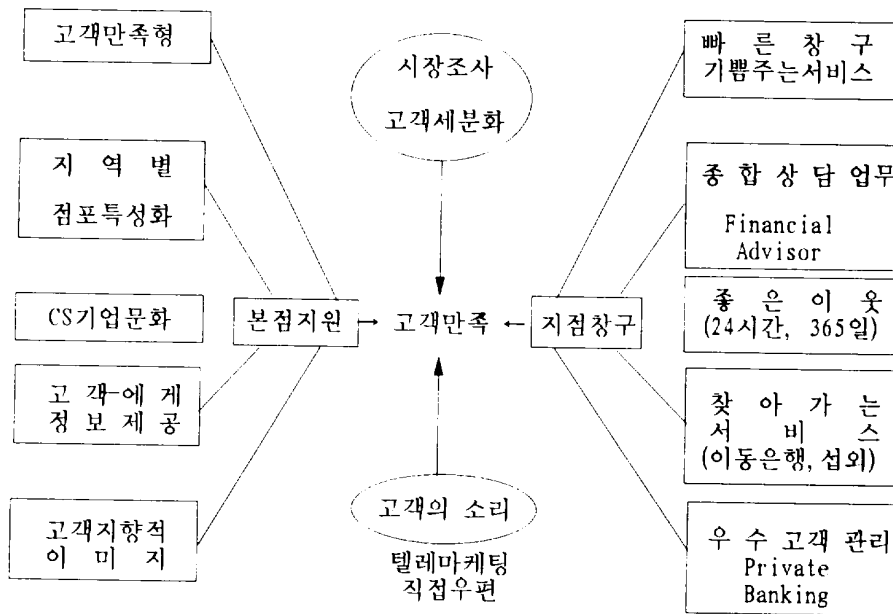 고객만족형
지 역 별
점포특성화
CS기업문화
고 객 에 게
정 보 제 공
고객지향적
이 미 지
본점지원
시장조사
고객세분화
고객만족
고객의 소리
텔레마케팅
직접우편
지점창구
빠 른 창 구
기쁨주는서비스
종 합 상 담 업무
Financial
Advisor
좋 은 이 웃
(24시간, 365일)
찾 아 가 는
서 비 스
(이동은행, 섭외)
우 수 고객 관리
Private
Banking